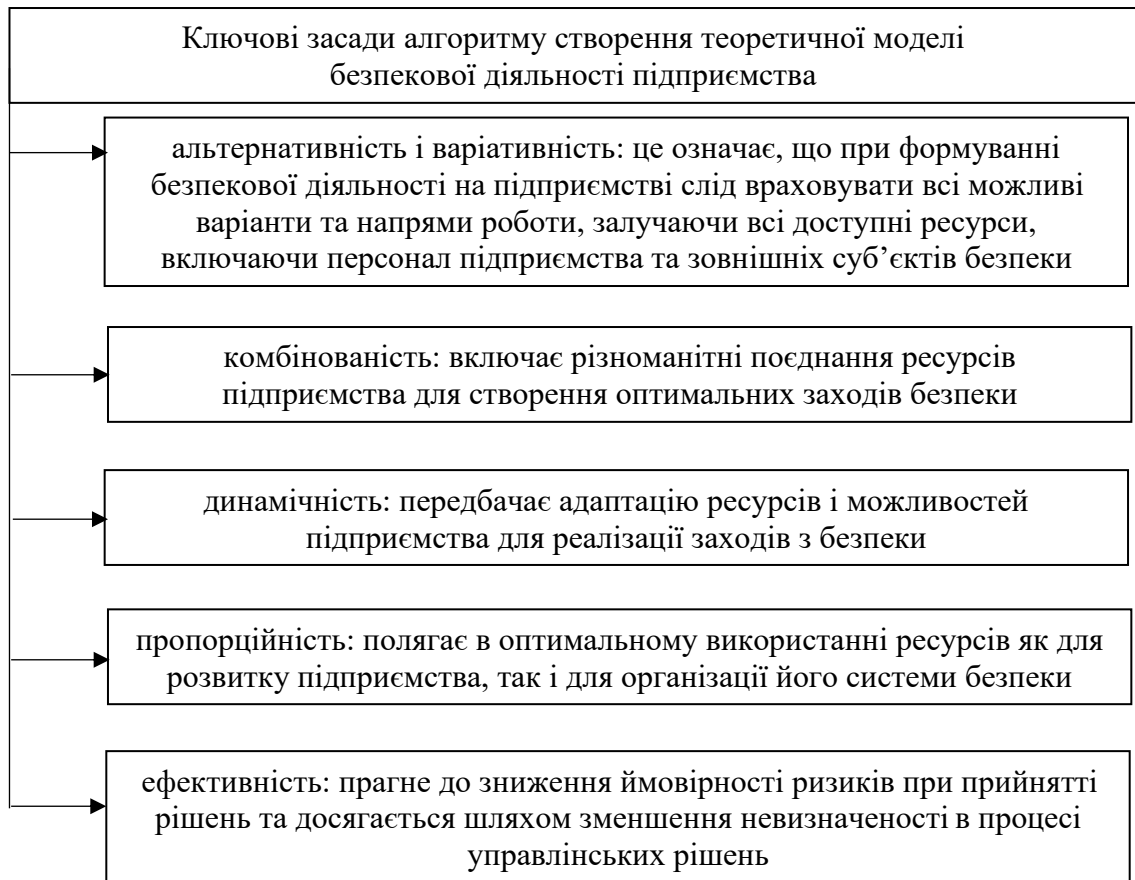 Ключові засади алгоритму створення теоретичної моделі
безпекової діяльності підприємства
альтернативність і варіативність: це означає, що при формуванні
безпекової діяльності на підприємстві слід враховувати всі можливі
варіанти та напрями роботи, залучаючи всі доступні ресурси,
включаючи персонал підприємства та зовнішніх суб’єктів безпеки
комбінованість: включає різноманітні поєднання ресурсів
підприємства для створення оптимальних заходів безпеки
динамічність: передбачає адаптацію ресурсів і можливостей
підприємства для реалізації заходів з безпеки
пропорційність: полягає в оптимальному використанні ресурсів як для
розвитку підприємства, так і для організації його системи безпеки
ефективність: прагне до зниження ймовірності ризиків при прийнятті
рішень та досягається шляхом зменшення невизначеності в процесі
управлінських рішень